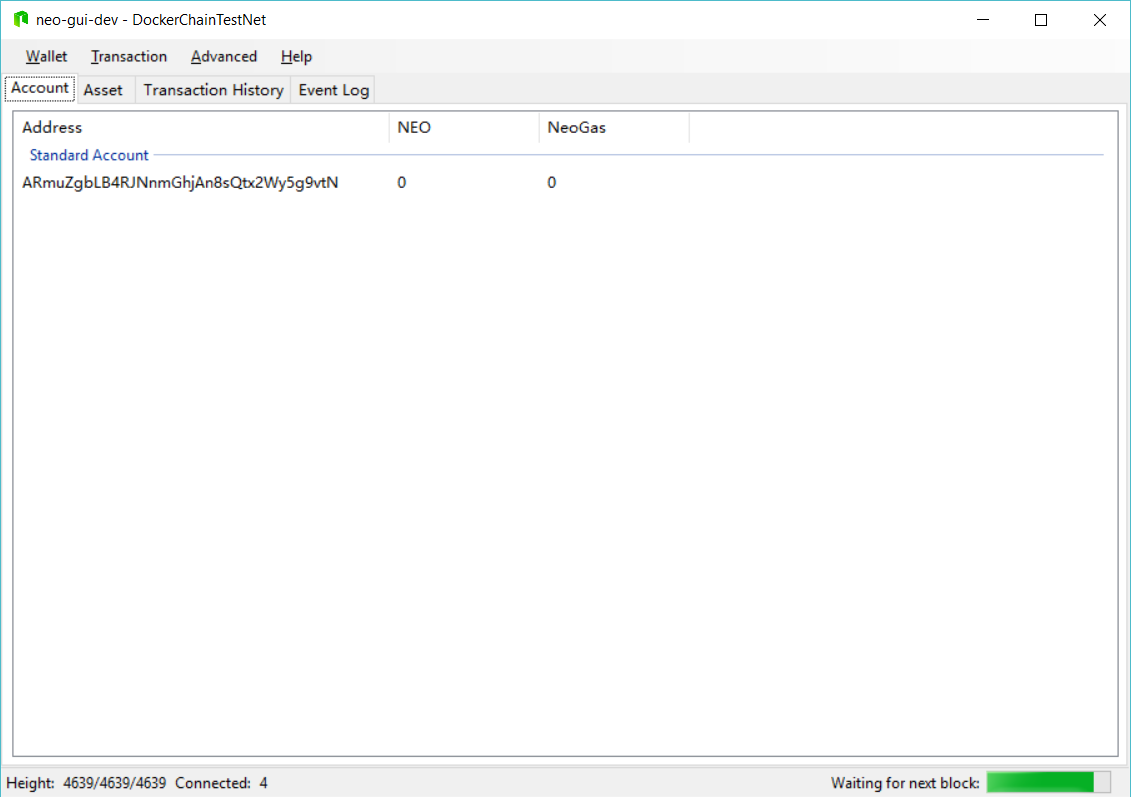 neo-gui-dev - DockerChainTestNet
Wallet Transaction Advanced Help
Account Asset Transaction History Event Log
Address NEO NeoGas
Standard Account
ARmuZgbLB4RJNnmGhjAn8sQtx2Wy5g9vtN 0 0
Height: 4639/4639/4639 Connected: 4 Waiting for next block: